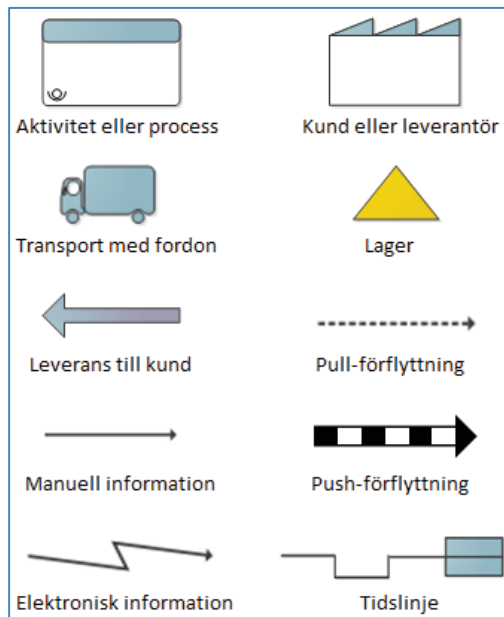 Aktivitet eller process
Kund eller leverantör
Transport med fordon
Lager
Leverans till kund
Pull-förflyttning
Manuell information
Push-förflyttning
Elektronisk information
Tidslinje